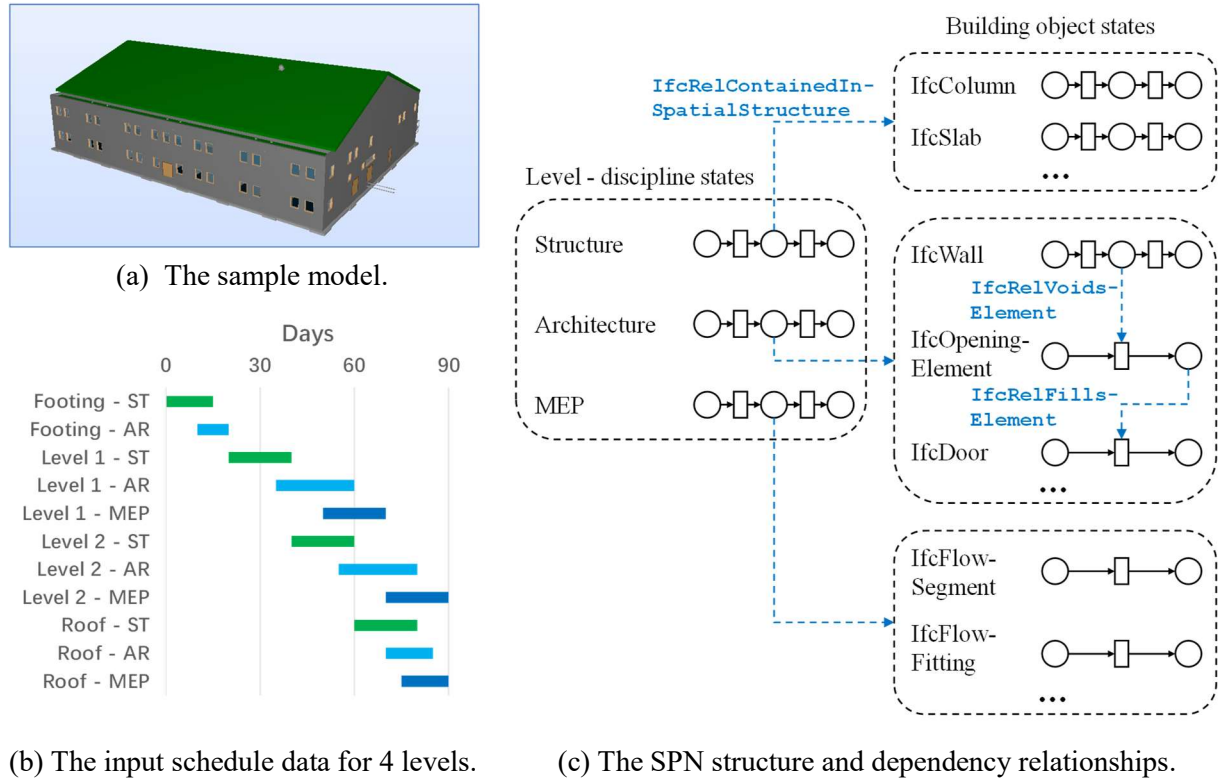 (a) The sample model.
Days
0 30 60 90
Footing - ST
Footing - AR
Level 1 - ST
Level 1 - AR
Level 1 - MEP
Level 2 - ST
Level 2 - AR
Level 2 - MEP
Roof - ST
Roof - AR
Roof - MEP
(b) The input schedule data for 4 levels.
Building object states
IfcRelContainedIn-
SpatialStructure
IfcColumn
IfcSlab
...
Level - discipline states
Structure
Architecture
MEP
IfcWall
IfcRelVoids-
Element
IfcOpening-
Element
IfcRelFills-
Element
IfcDoor
...
IfcFlow-
Segment
IfcFlow-
Fitting
...
(c) The SPN structure and dependency relationships.